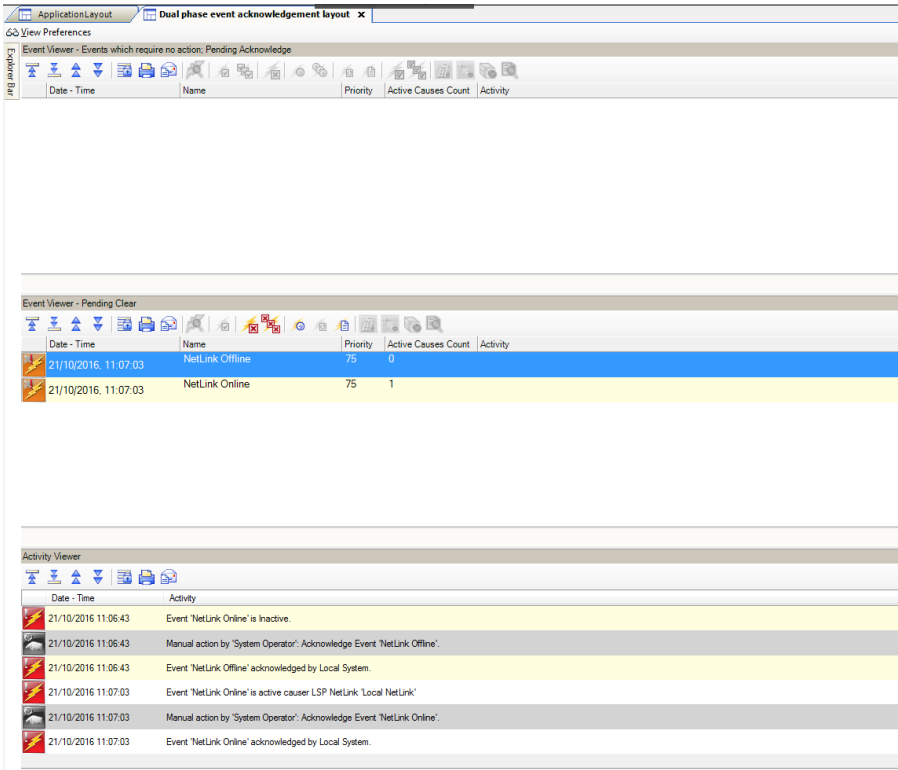 ApplicationLayout Dual phase event acknowledgement layout x
View Preferences
Explorer Bar
Event Viewer - Events which require no action; Pending Acknowledge
Date - Time Name Priority Active Causes Count Activity
Event Viewer - Pending Clear
Date - Time Name Priority Active Causes Count Activity
21/10/2016, 11:07:03 NetLink Offline 75 0
21/10/2016, 11:07:03 NetLink Online 75 1
Activity Viewer
Date - Time Activity
21/10/2016 11:06:43 Event 'NetLink Online' is Inactive.
21/10/2016 11:06:43 Manual action by 'System Operator': Acknowledge Event 'NetLink Offline'.
21/10/2016 11:06:43 Event 'NetLink Offline' acknowledged by Local System.
21/10/2016 11:07:03 Event 'NetLink Online' is active causer LSP NetLink 'Local NetLink'
21/10/2016 11:07:03 Manual action by 'System Operator': Acknowledge Event 'NetLink Online'.
21/10/2016 11:07:03 Event 'NetLink Online' acknowledged by Local System.